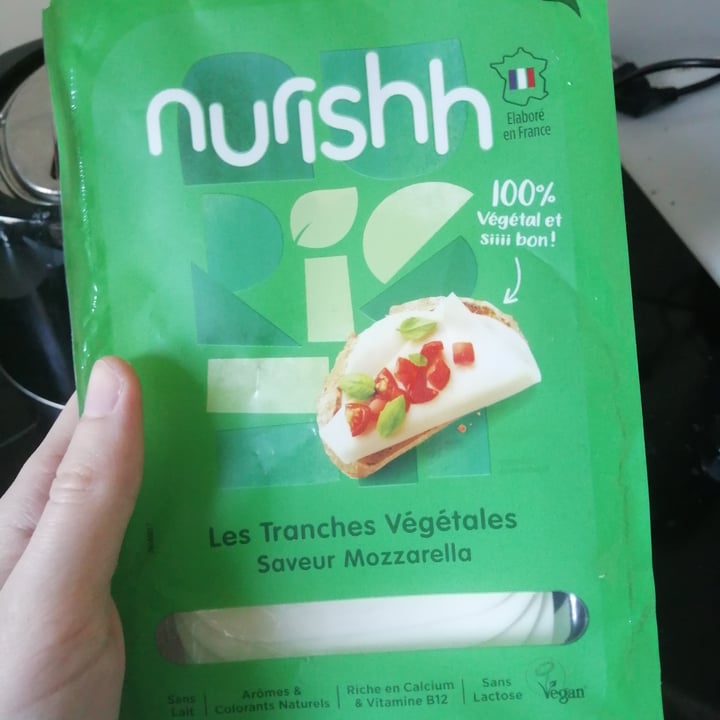 nurishh
Elaboré
en France
100%
Végétal et
siiii bon!
Les Tranches Végétales
Saveur Mozzarella
Sans
Lait
Arômes &
Colorants Naturels
Riche en Calcium
& Vitamine B12
Sans
Lactose
Vegan